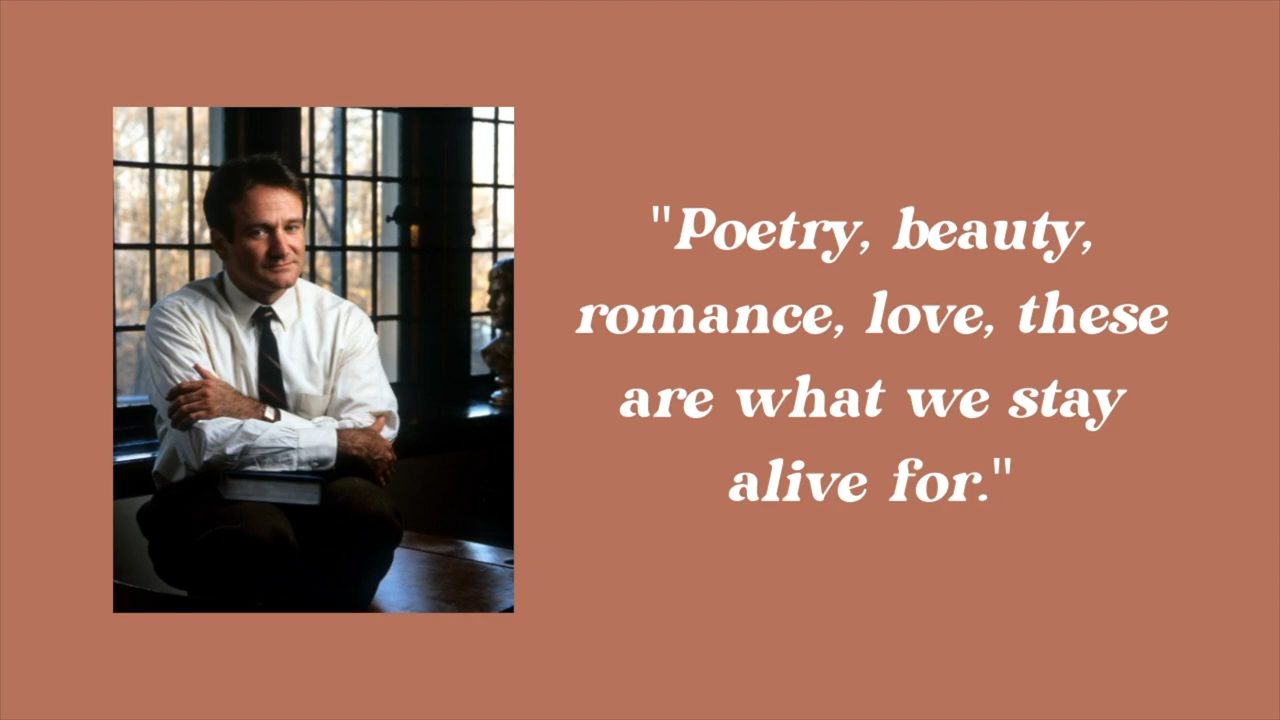 "Poetry, beauty,
romance, love, these
are what we stay
alive for."